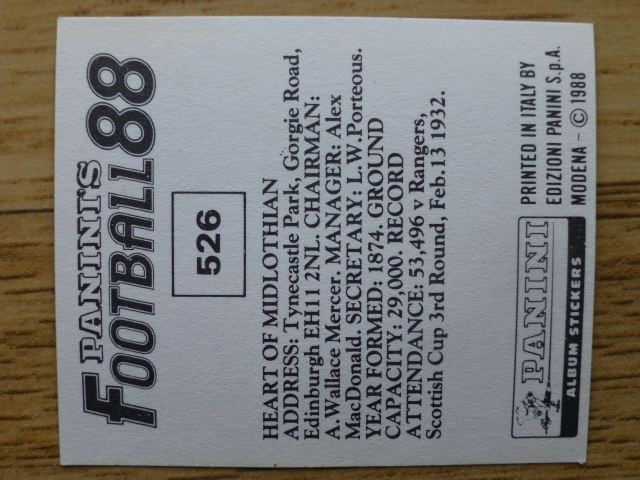 PANINI'S
FOOTBALL 88
526
HEART OF MIDLOTHIAN
ADDRESS: Tynecastle Park, Gorgie Road,
Edinburgh EH11 2NL. CHAIRMAN:
A. Wallace Mercer. MANAGER: Alex
MacDonald. SECRETARY: L.W. Porteous.
YEAR FORMED: 1874. GROUND
CAPACITY: 29,000. RECORD
ATTENDANCE: 53,496 v Rangers,
Scottish Cup 3rd Round, Feb.13 1932.
PANINI
ALBUM STICKERS
PRINTED IN ITALY BY
EDIZIONI PANINI S.p.A.
MODENA - © 1988